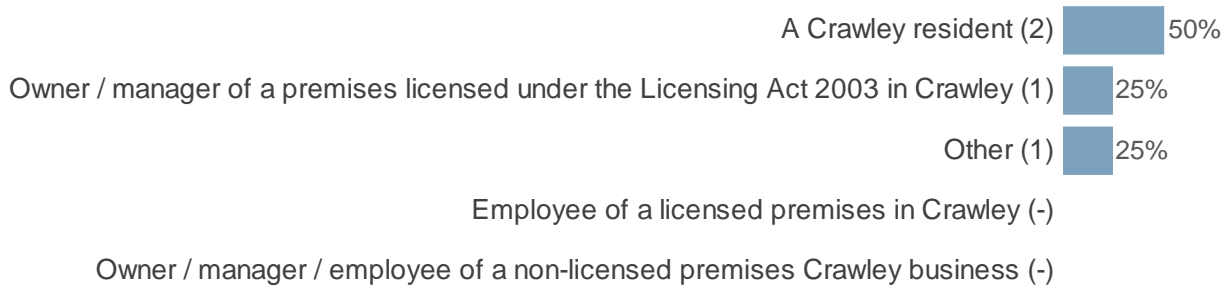 A Crawley resident (2) 50%
Owner / manager of a premises licensed under the Licensing Act 2003 in Crawley (1) 25%
Other (1) 25%
Employee of a licensed premises in Crawley (-)
Owner / manager / employee of a non-licensed premises Crawley business (-)